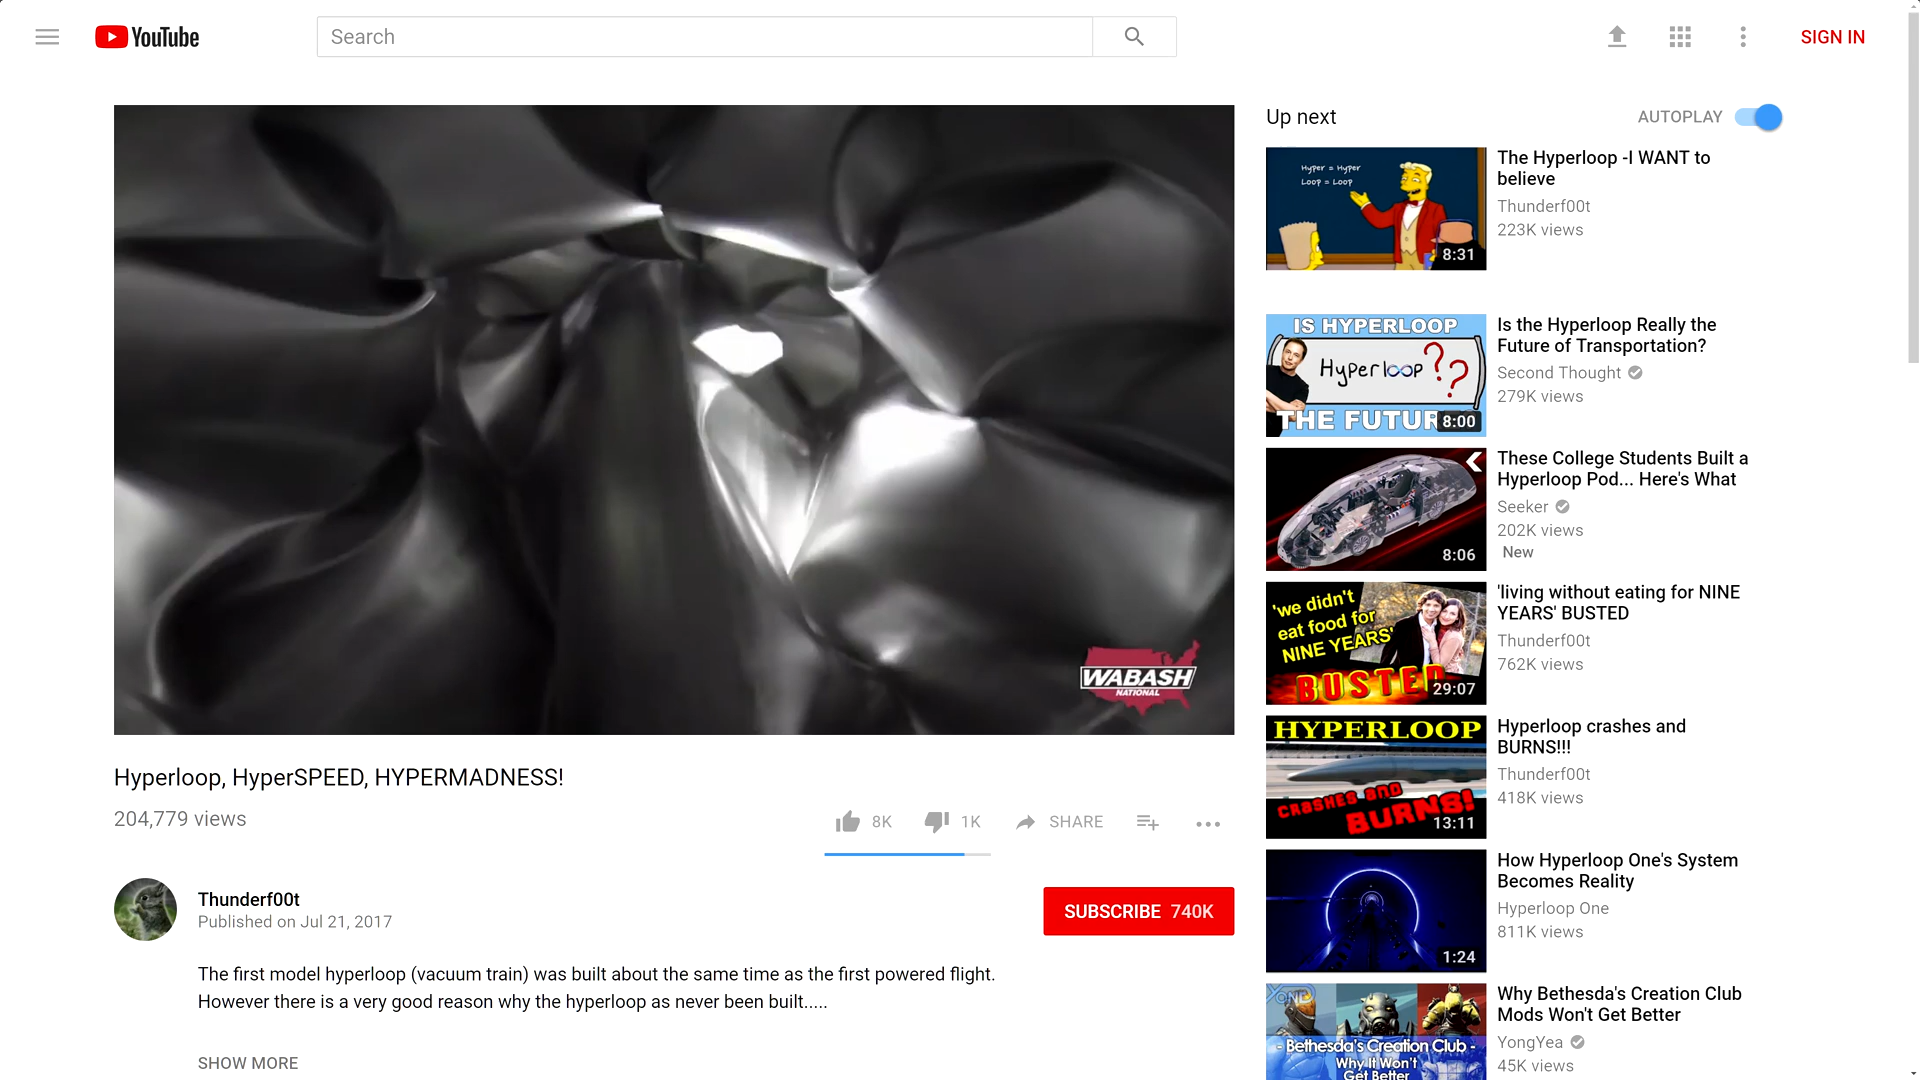 YouTube
Search
SIGN IN
WABASH
NATIONAL
Hyperloop, HyperSPEED, HYPERMADNESS!
204,779 views
8K
1K
SHARE
Thunderf00t
Published on Jul 21, 2017
SUBSCRIBE 740K
The first model hyperloop (vacuum train) was built about the same time as the first powered flight.
However there is a very good reason why the hyperloop as never been built.....
SHOW MORE
Up next
AUTOPLAY
Hyper = Hyper
Loop = Loop
8:31
The Hyperloop -I WANT to
believe
Thunderf00t
223K views
IS HYPERLOOP
Hyperloop ??
THE FUTUR
8:00
Is the Hyperloop Really the
Future of Transportation?
Second Thought
279K views
8:06
These College Students Built a
Hyperloop Pod... Here's What
Seeker
202K views
New
'we didn't
eat food for
NINE YEARS'
BUSTED
29:07
'living without eating for NINE
YEARS' BUSTED
Thunderf00t
762K views
HYPERLOOP
CRASHES AND
BURNS!
13:11
Hyperloop crashes and
BURNS!!!
Thunderf00t
418K views
1:24
How Hyperloop One's System
Becomes Reality
Hyperloop One
811K views
- Bethesda's Creation Club -
Why It Won't
Get Better
Why Bethesda's Creation Club
Mods Won't Get Better
YongYea
45K views